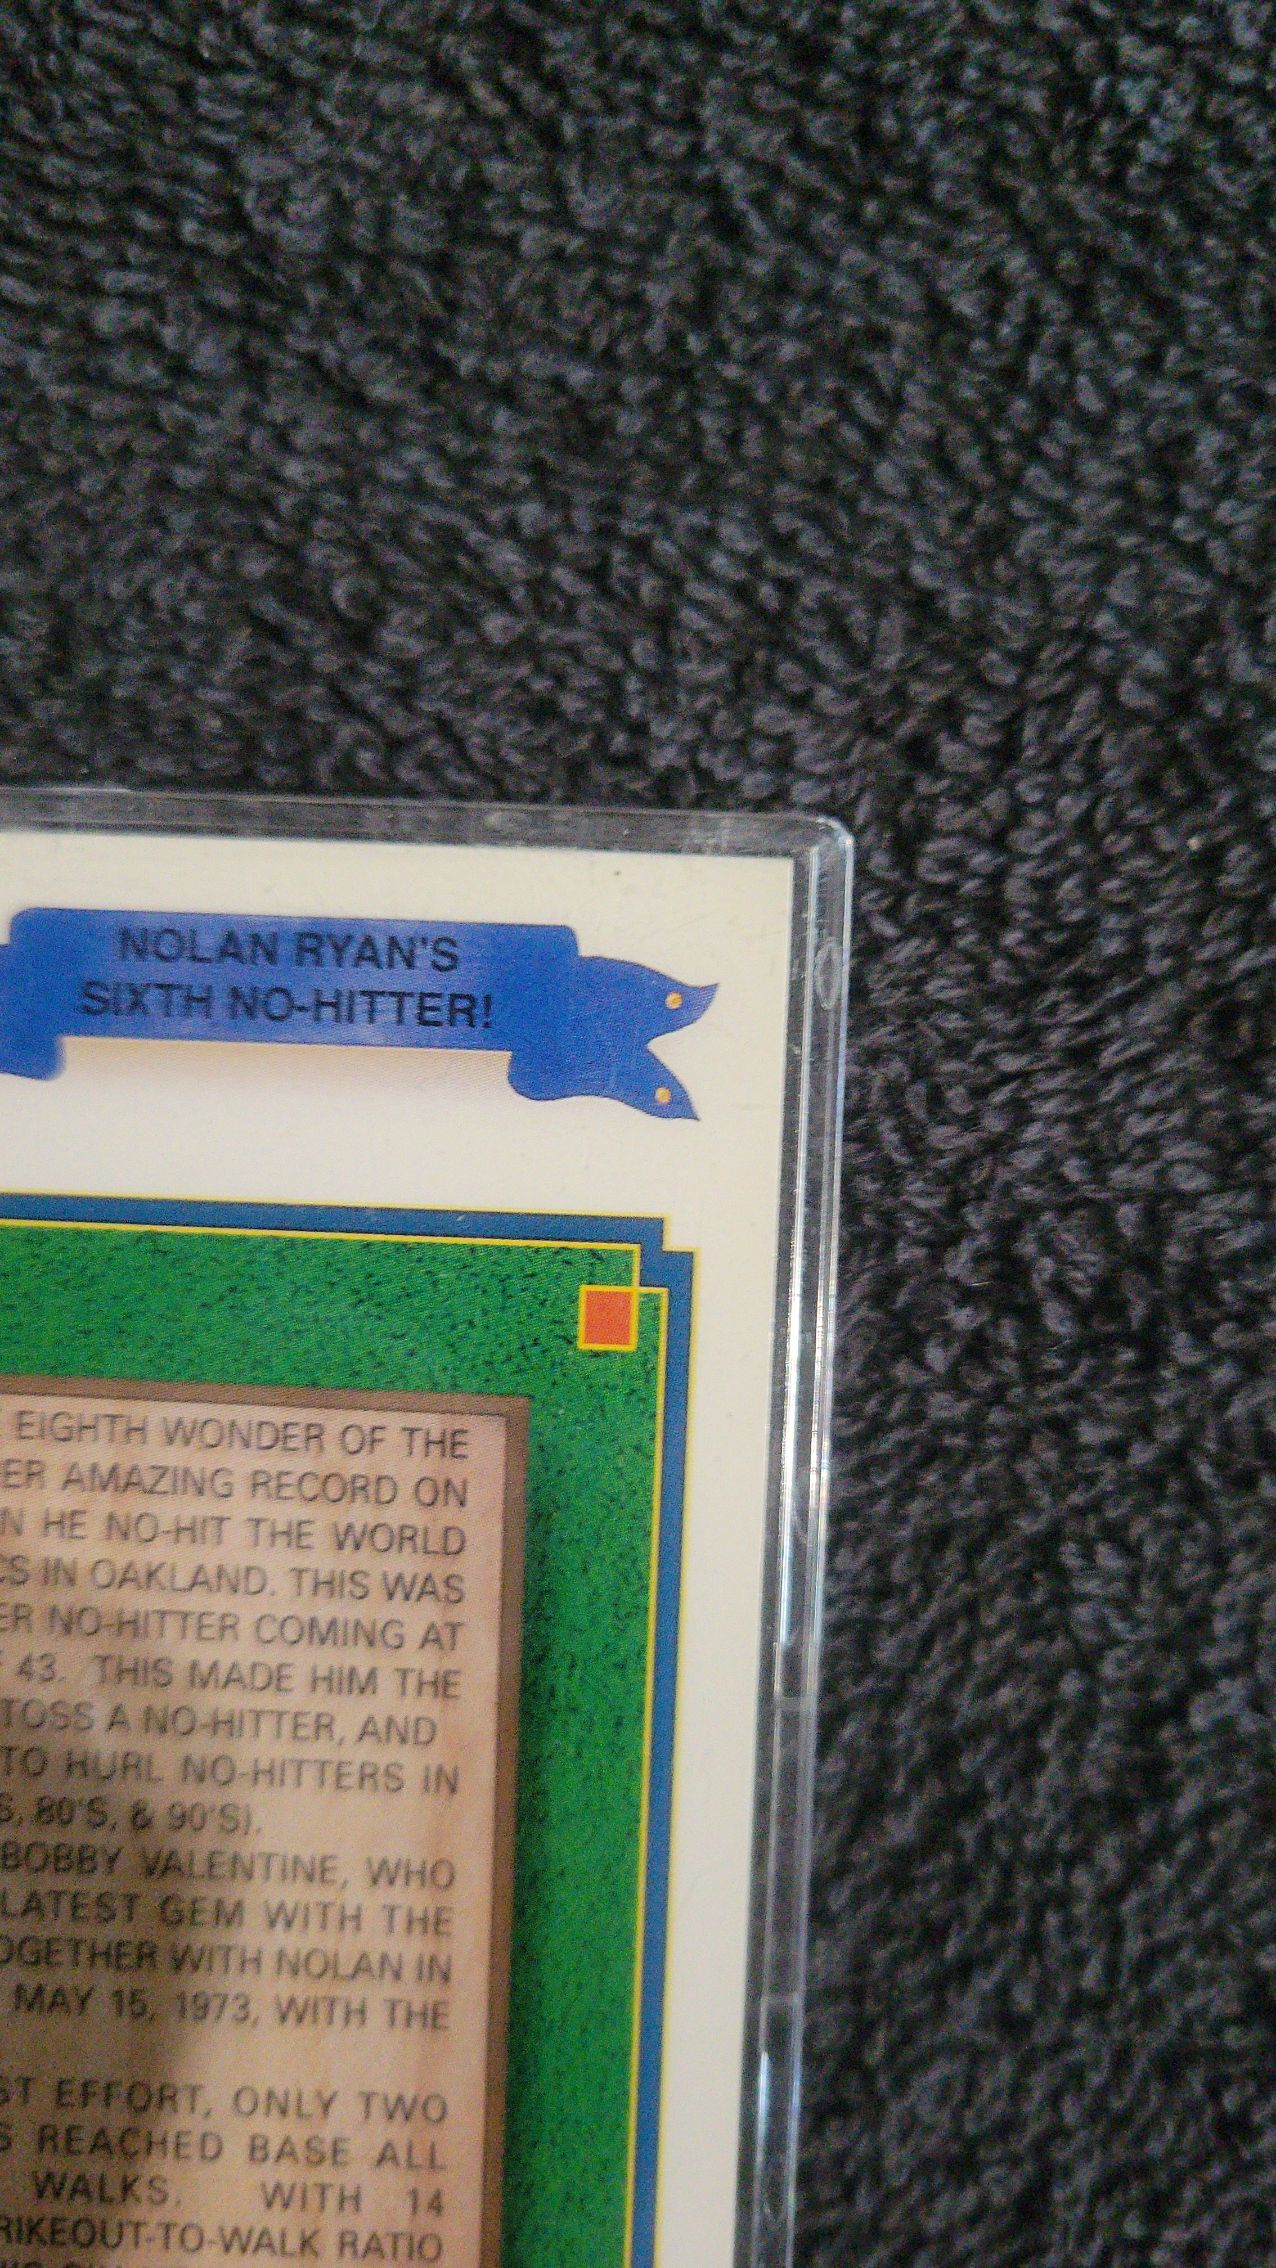 NOLAN RYAN'S
SIXTH NO-HITTER!
EIGHTH WONDER OF THE
ER AMAZING RECORD ON
N HE NO-HIT THE WORLD
CS IN OAKLAND. THIS WAS
ER NO-HITTER COMING AT
43. THIS MADE HIM THE
TOSS A NO-HITTER, AND
TO HURL NO-HITTERS IN
S, 80'S, & 90'S).
BOBBY VALENTINE, WHO
LATEST GEM WITH THE
OGETHER WITH NOLAN IN
MAY 15, 1973, WITH THE
ST EFFORT, ONLY TWO
S REACHED BASE ALL
WALKS. WITH 14
RIKEOUT-TO-WALK RATIO